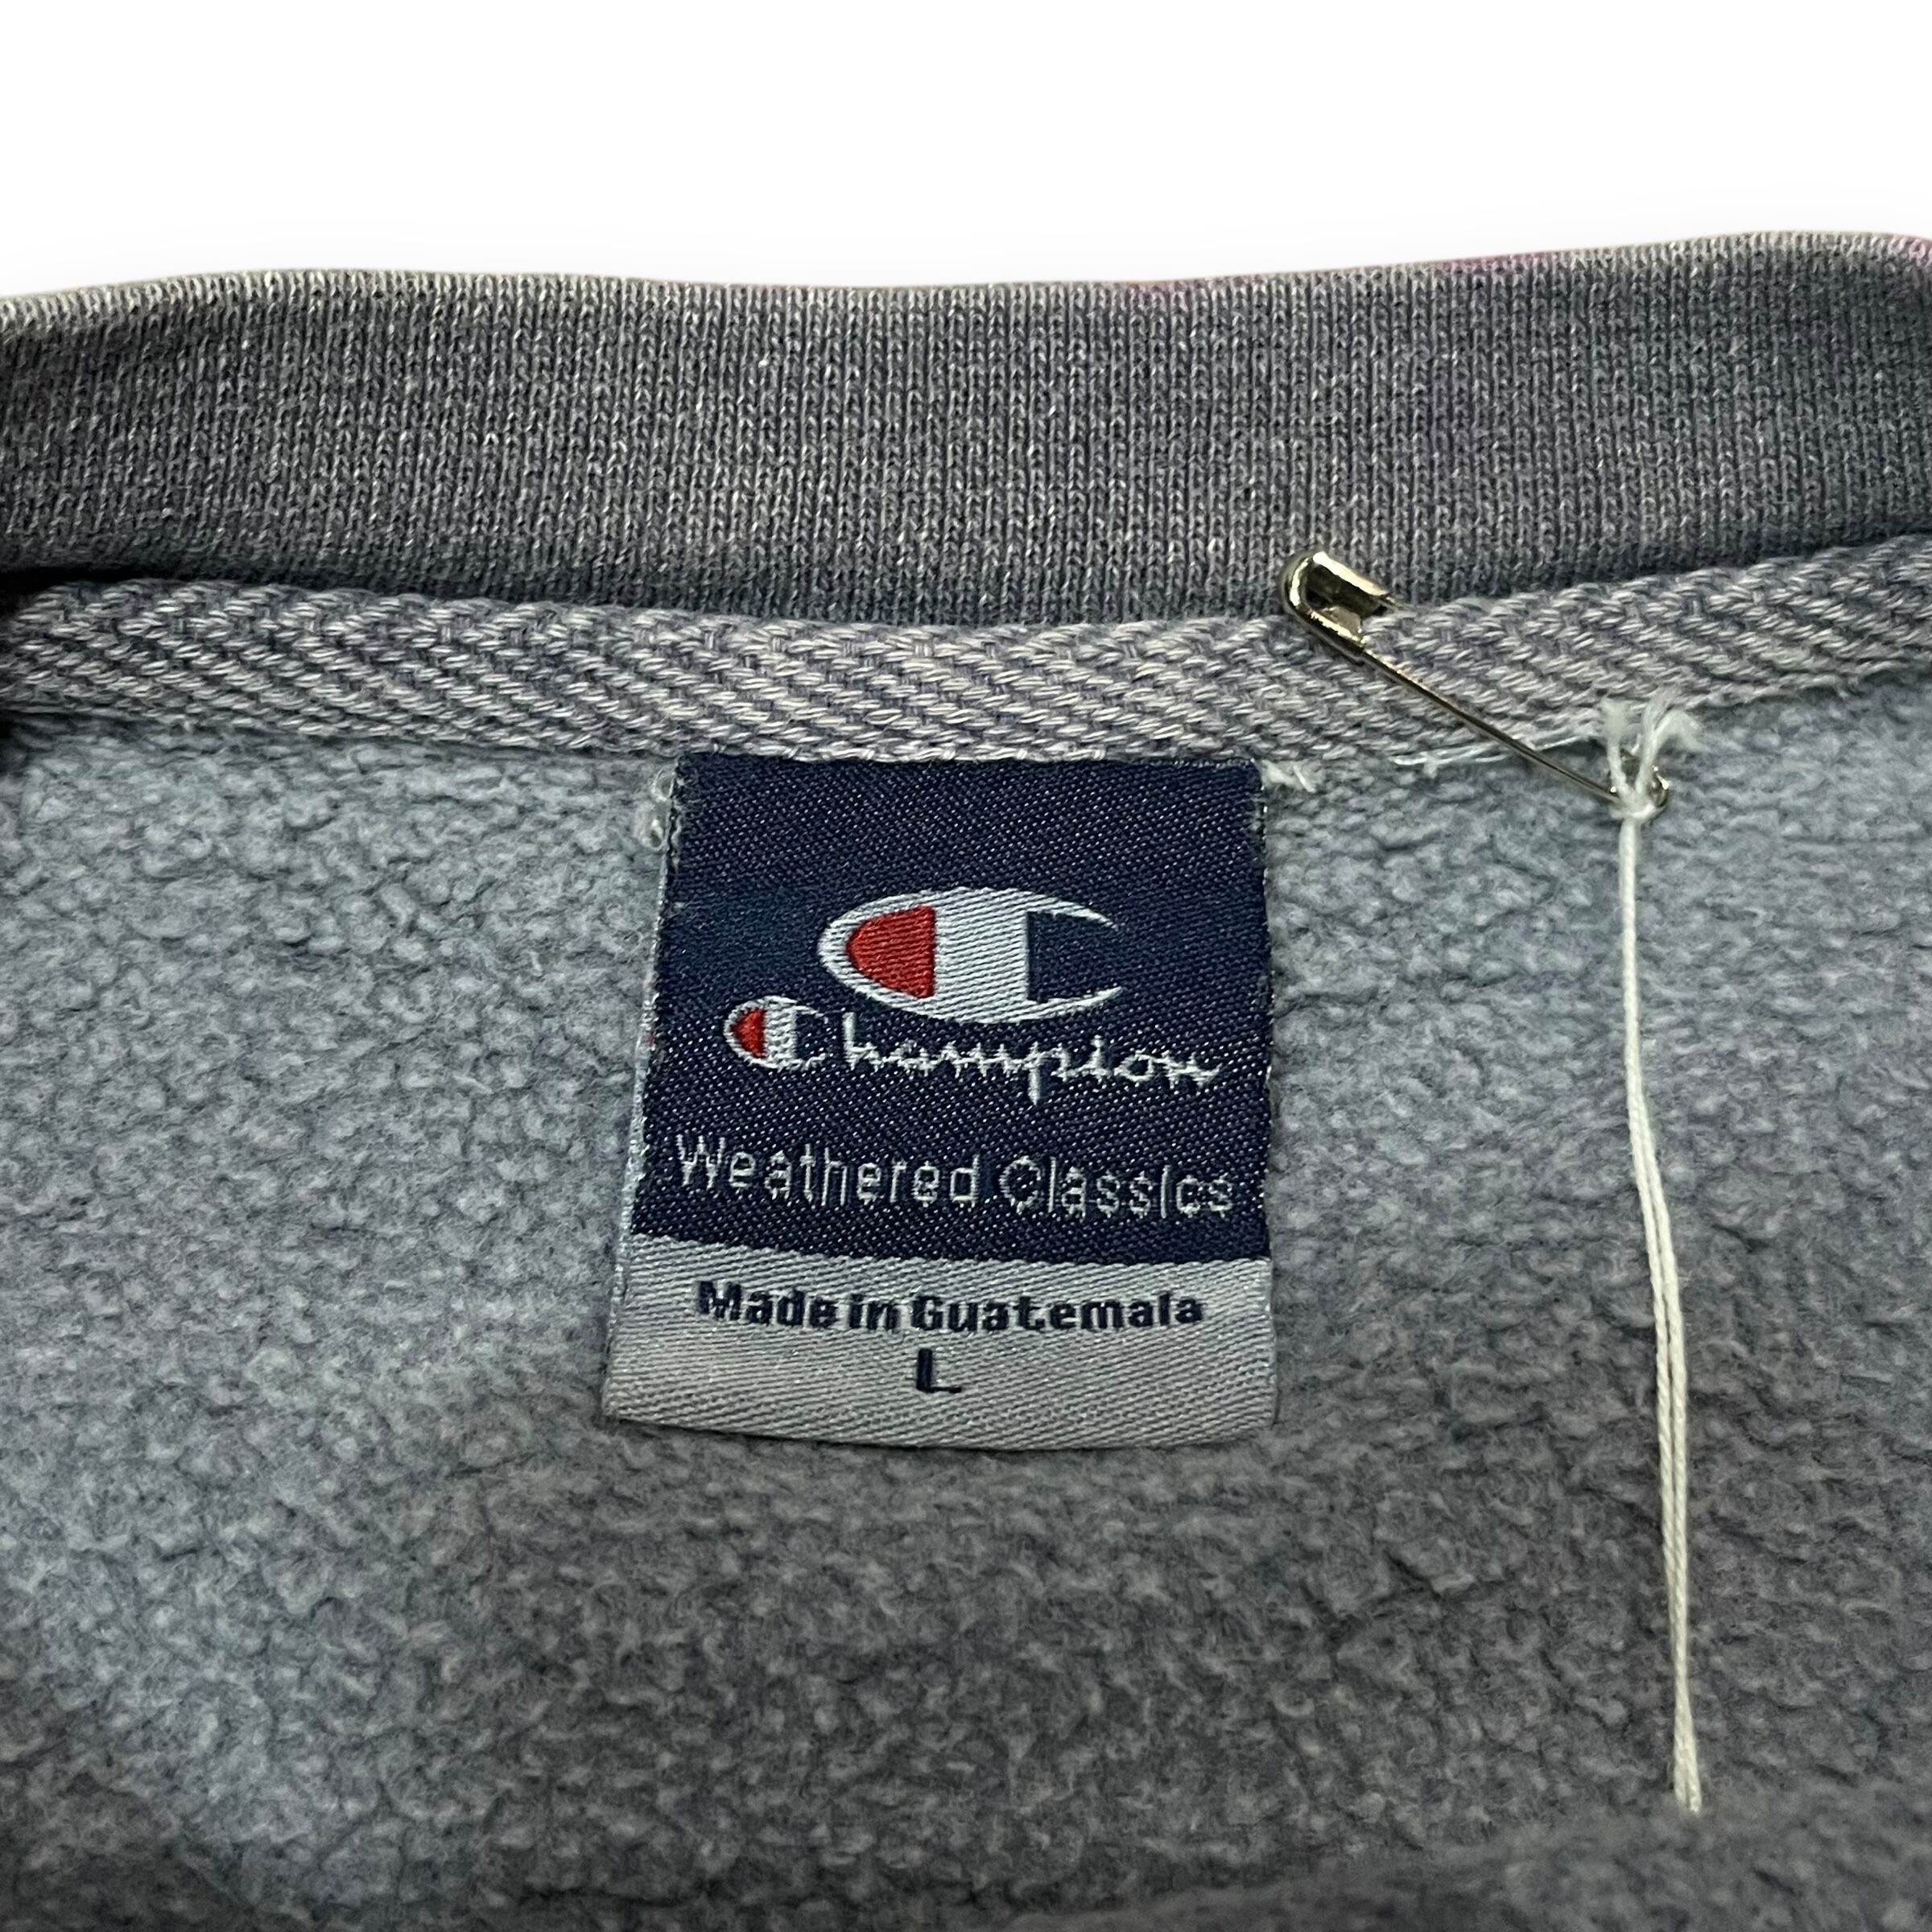 Champion
Weathered Classics
Made in Guatemala
L